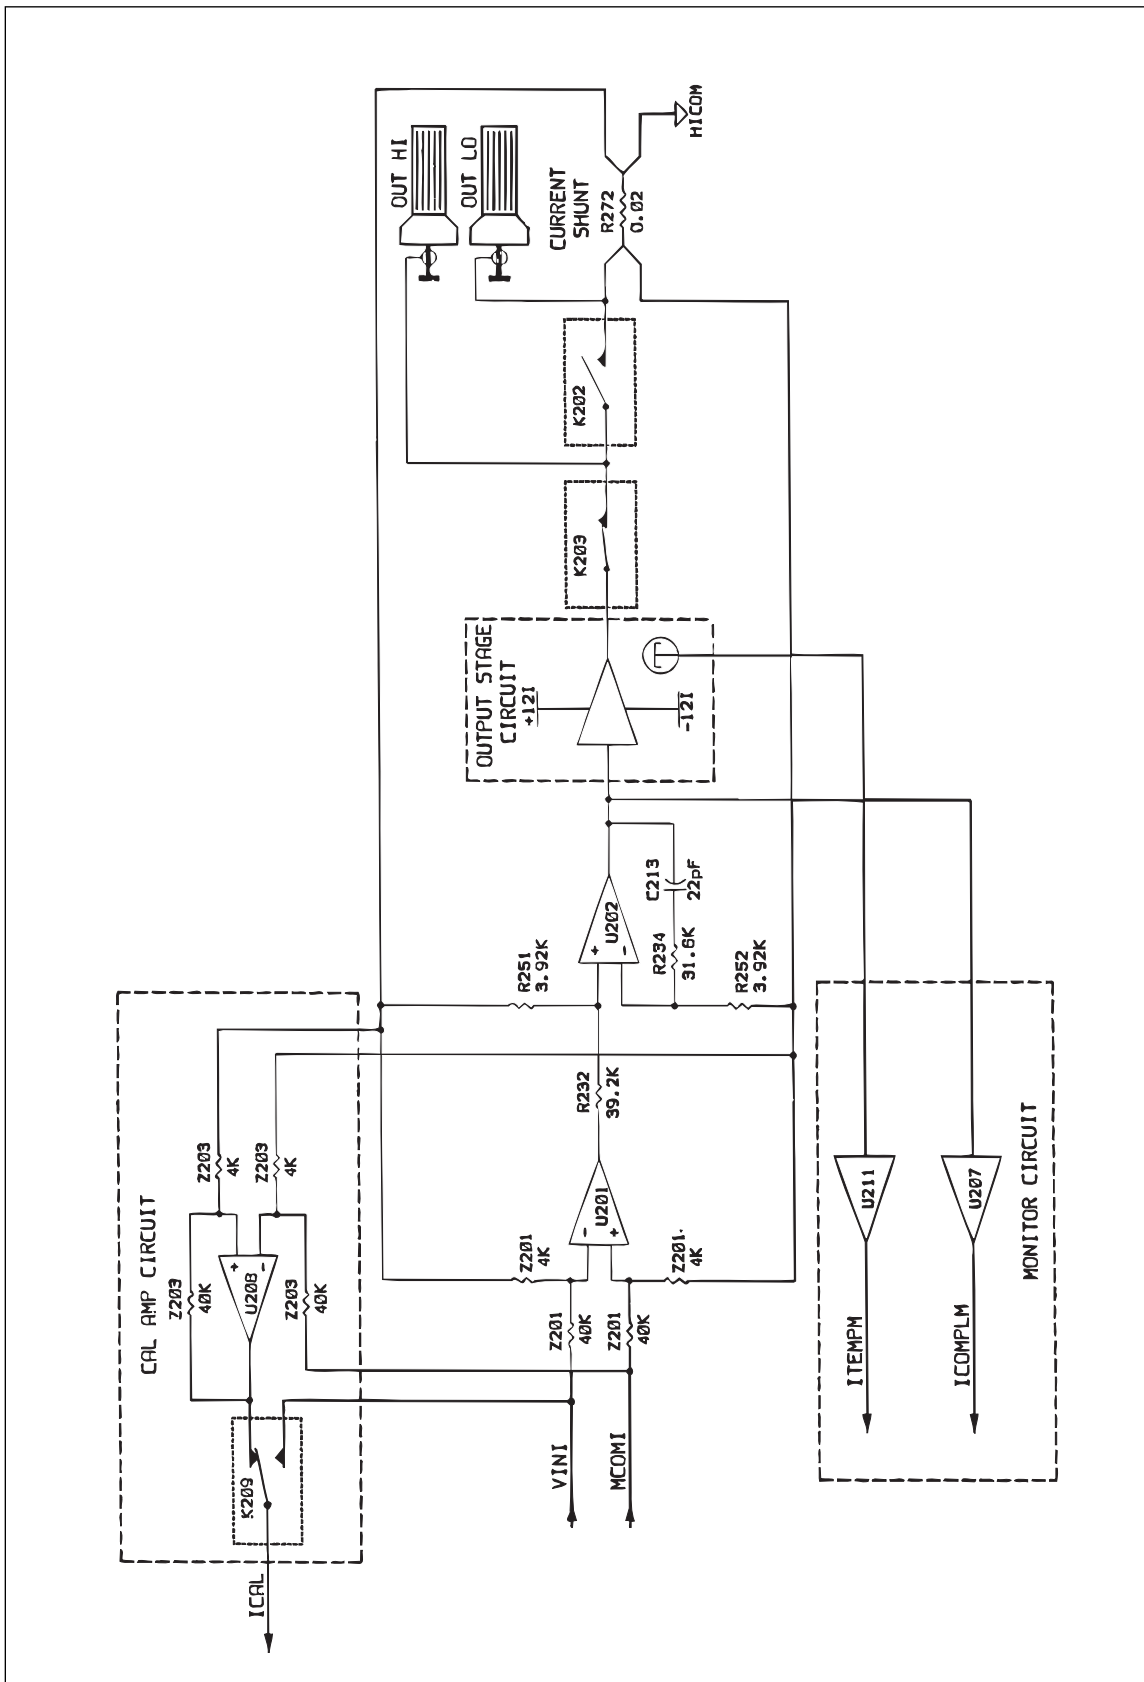 OUT HI
OUT LO
HICOM
CURRENT
SHUNT
R272
0.02
K202
K203
OUTPUT STAGE
CIRCUIT
+12I
-12I
C213
22pF
U202
+
-
R234
31.6K
R251
3.92K
R252
3.92K
R232
39.2K
U201
-
+
Z201
4K
Z201
4K
Z201
40K
Z201
40K
CAL AMP CIRCUIT
Z203
4K
Z203
4K
Z203
40K
U208
+
-
Z203
40K
K209
ICAL
VINI
MCOMI
MONITOR CIRCUIT
U211
U207
ITEMPM
ICOMPLM